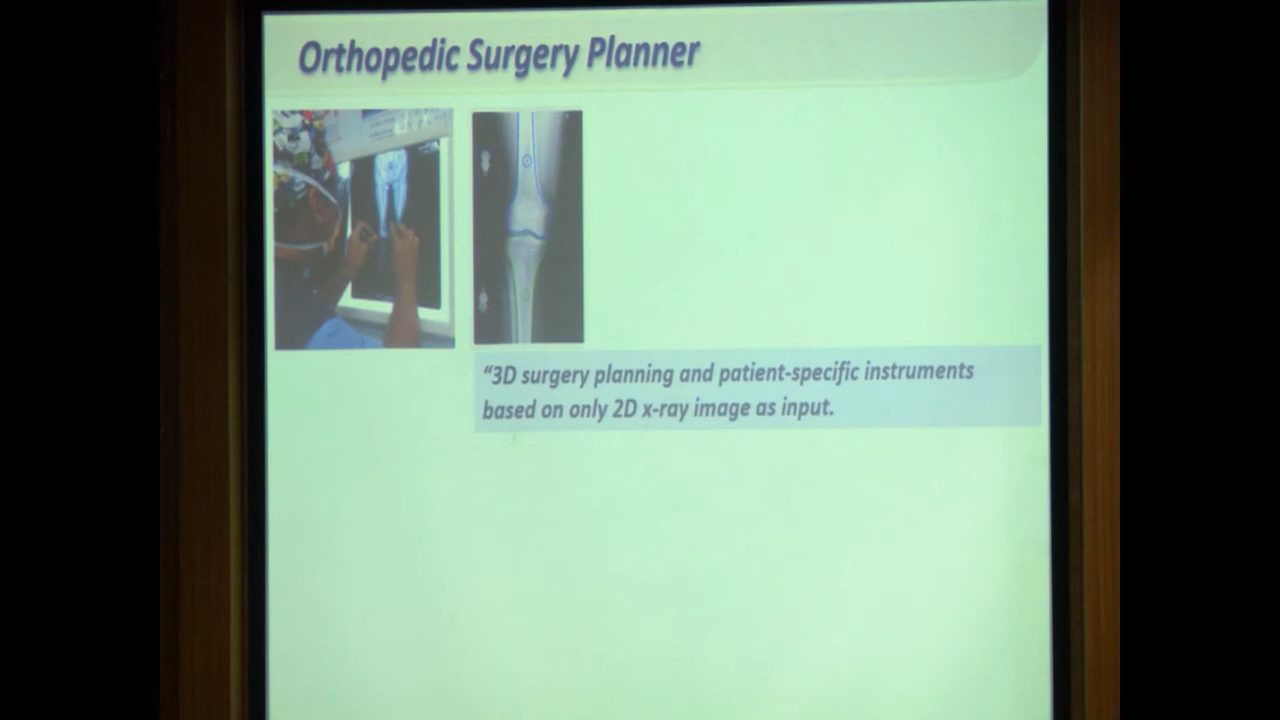 Orthopedic Surgery Planner
“3D surgery planning and patient-specific instruments
based on only 2D x-ray image as input.